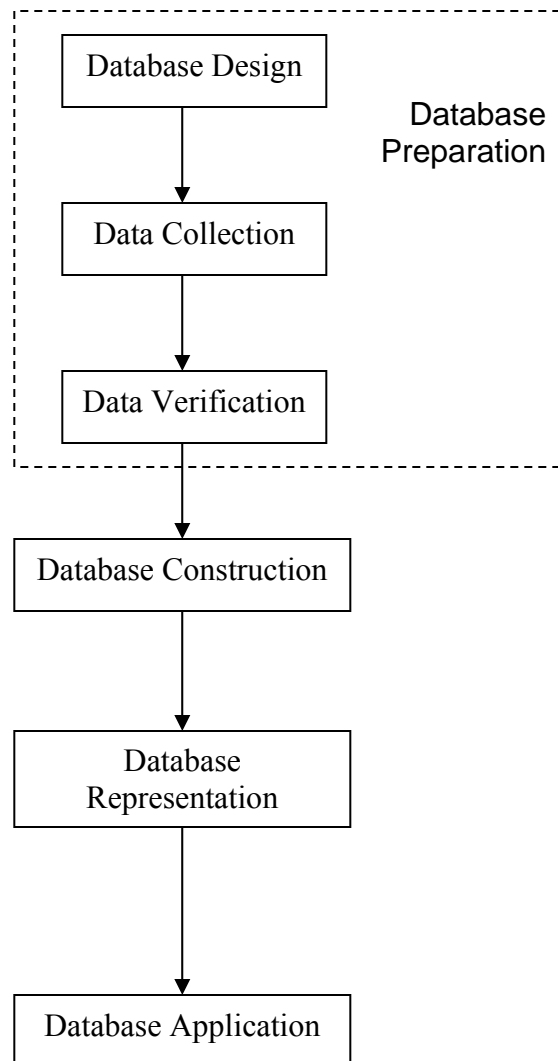 Database Design
Database
Preparation
Data Collection
Data Verification
Database Construction
Database
Representation
Database Application